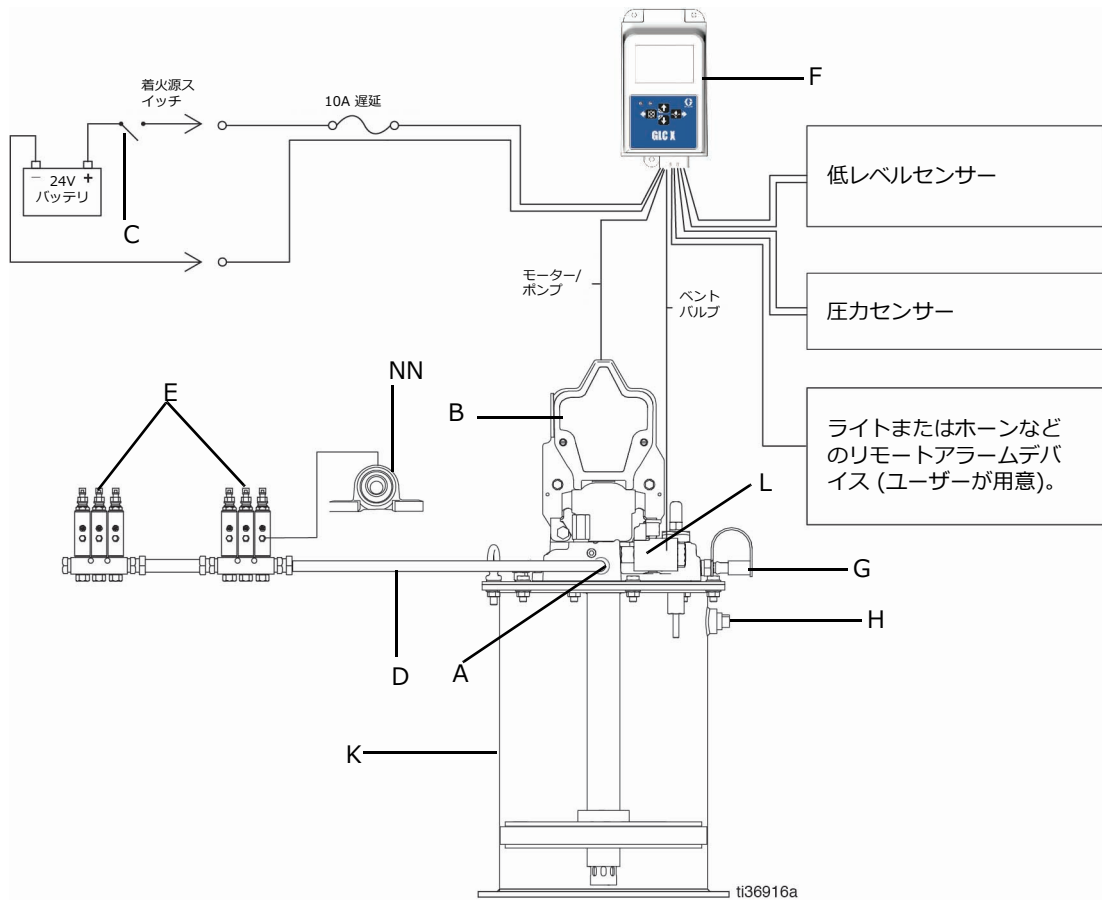 着火源ス
イッチ
10A 遅延
F
GLC X
− 24V +
バッテリ
C
低レベルセンサー
モーター/
ポンプ
ベント
バルブ
圧力センサー
NN
E
B
ライトまたはホーンなど
のリモートアラームデバ
イス (ユーザーが用意)。
L
G
H
D
A
K
ti36916a